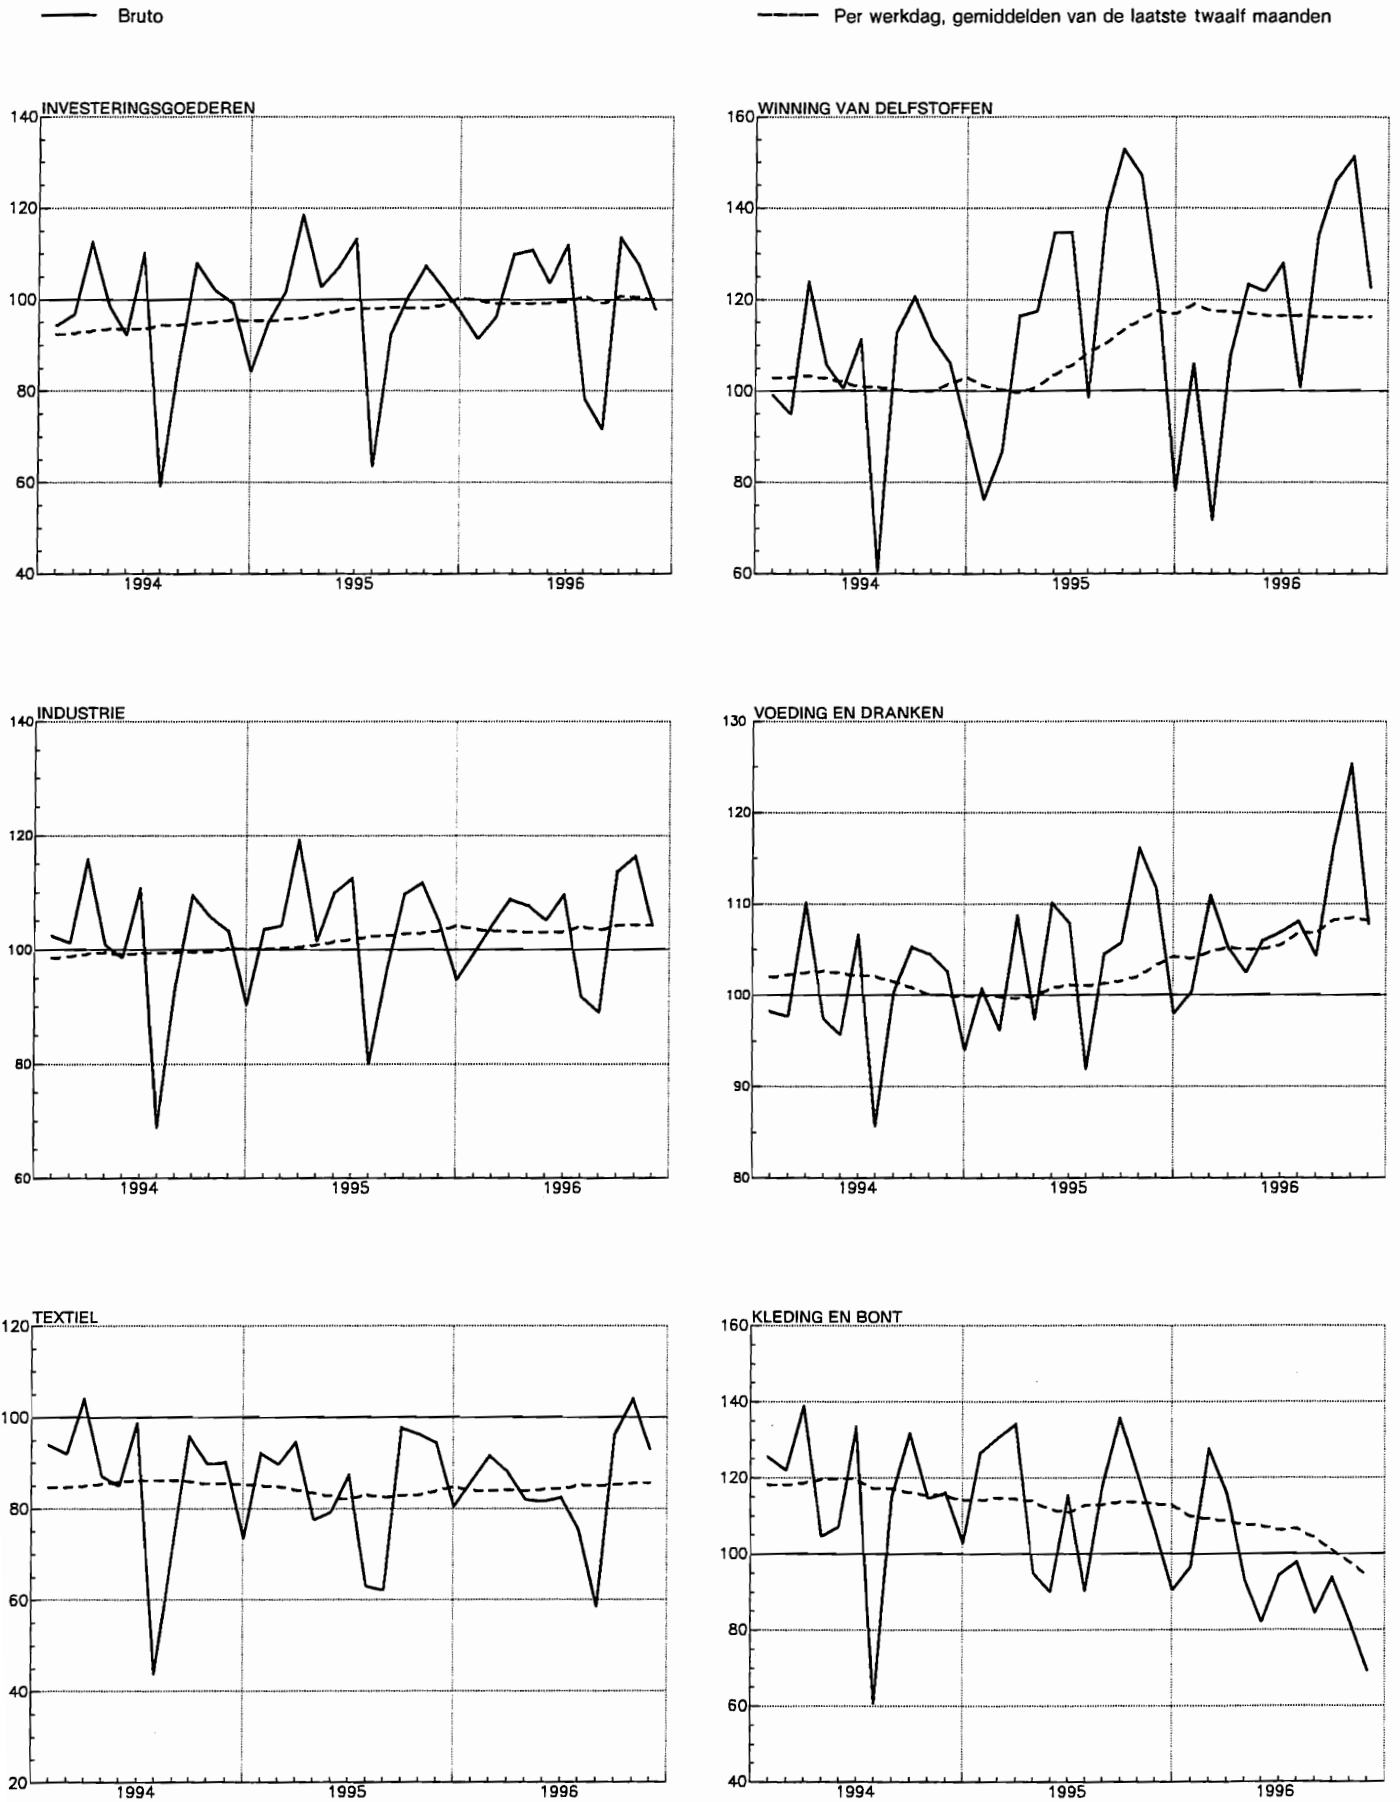 Bruto
Per werkdag, gemiddelden van de laatste twaalf maanden
INVESTERINGSGOEDEREN
140
120
100
80
60
40
1994 1995 1996
WINNING VAN DELFSTOFFEN
160
140
120
100
80
60
1994 1995 1996
INDUSTRIE
140
120
100
80
60
1994 1995 1996
VOEDING EN DRANKEN
130
120
110
100
90
80
1994 1995 1996
TEXTIEL
120
100
80
60
40
20
1994 1995 1996
KLEDING EN BONT
160
140
120
100
80
60
40
1994 1995 1996